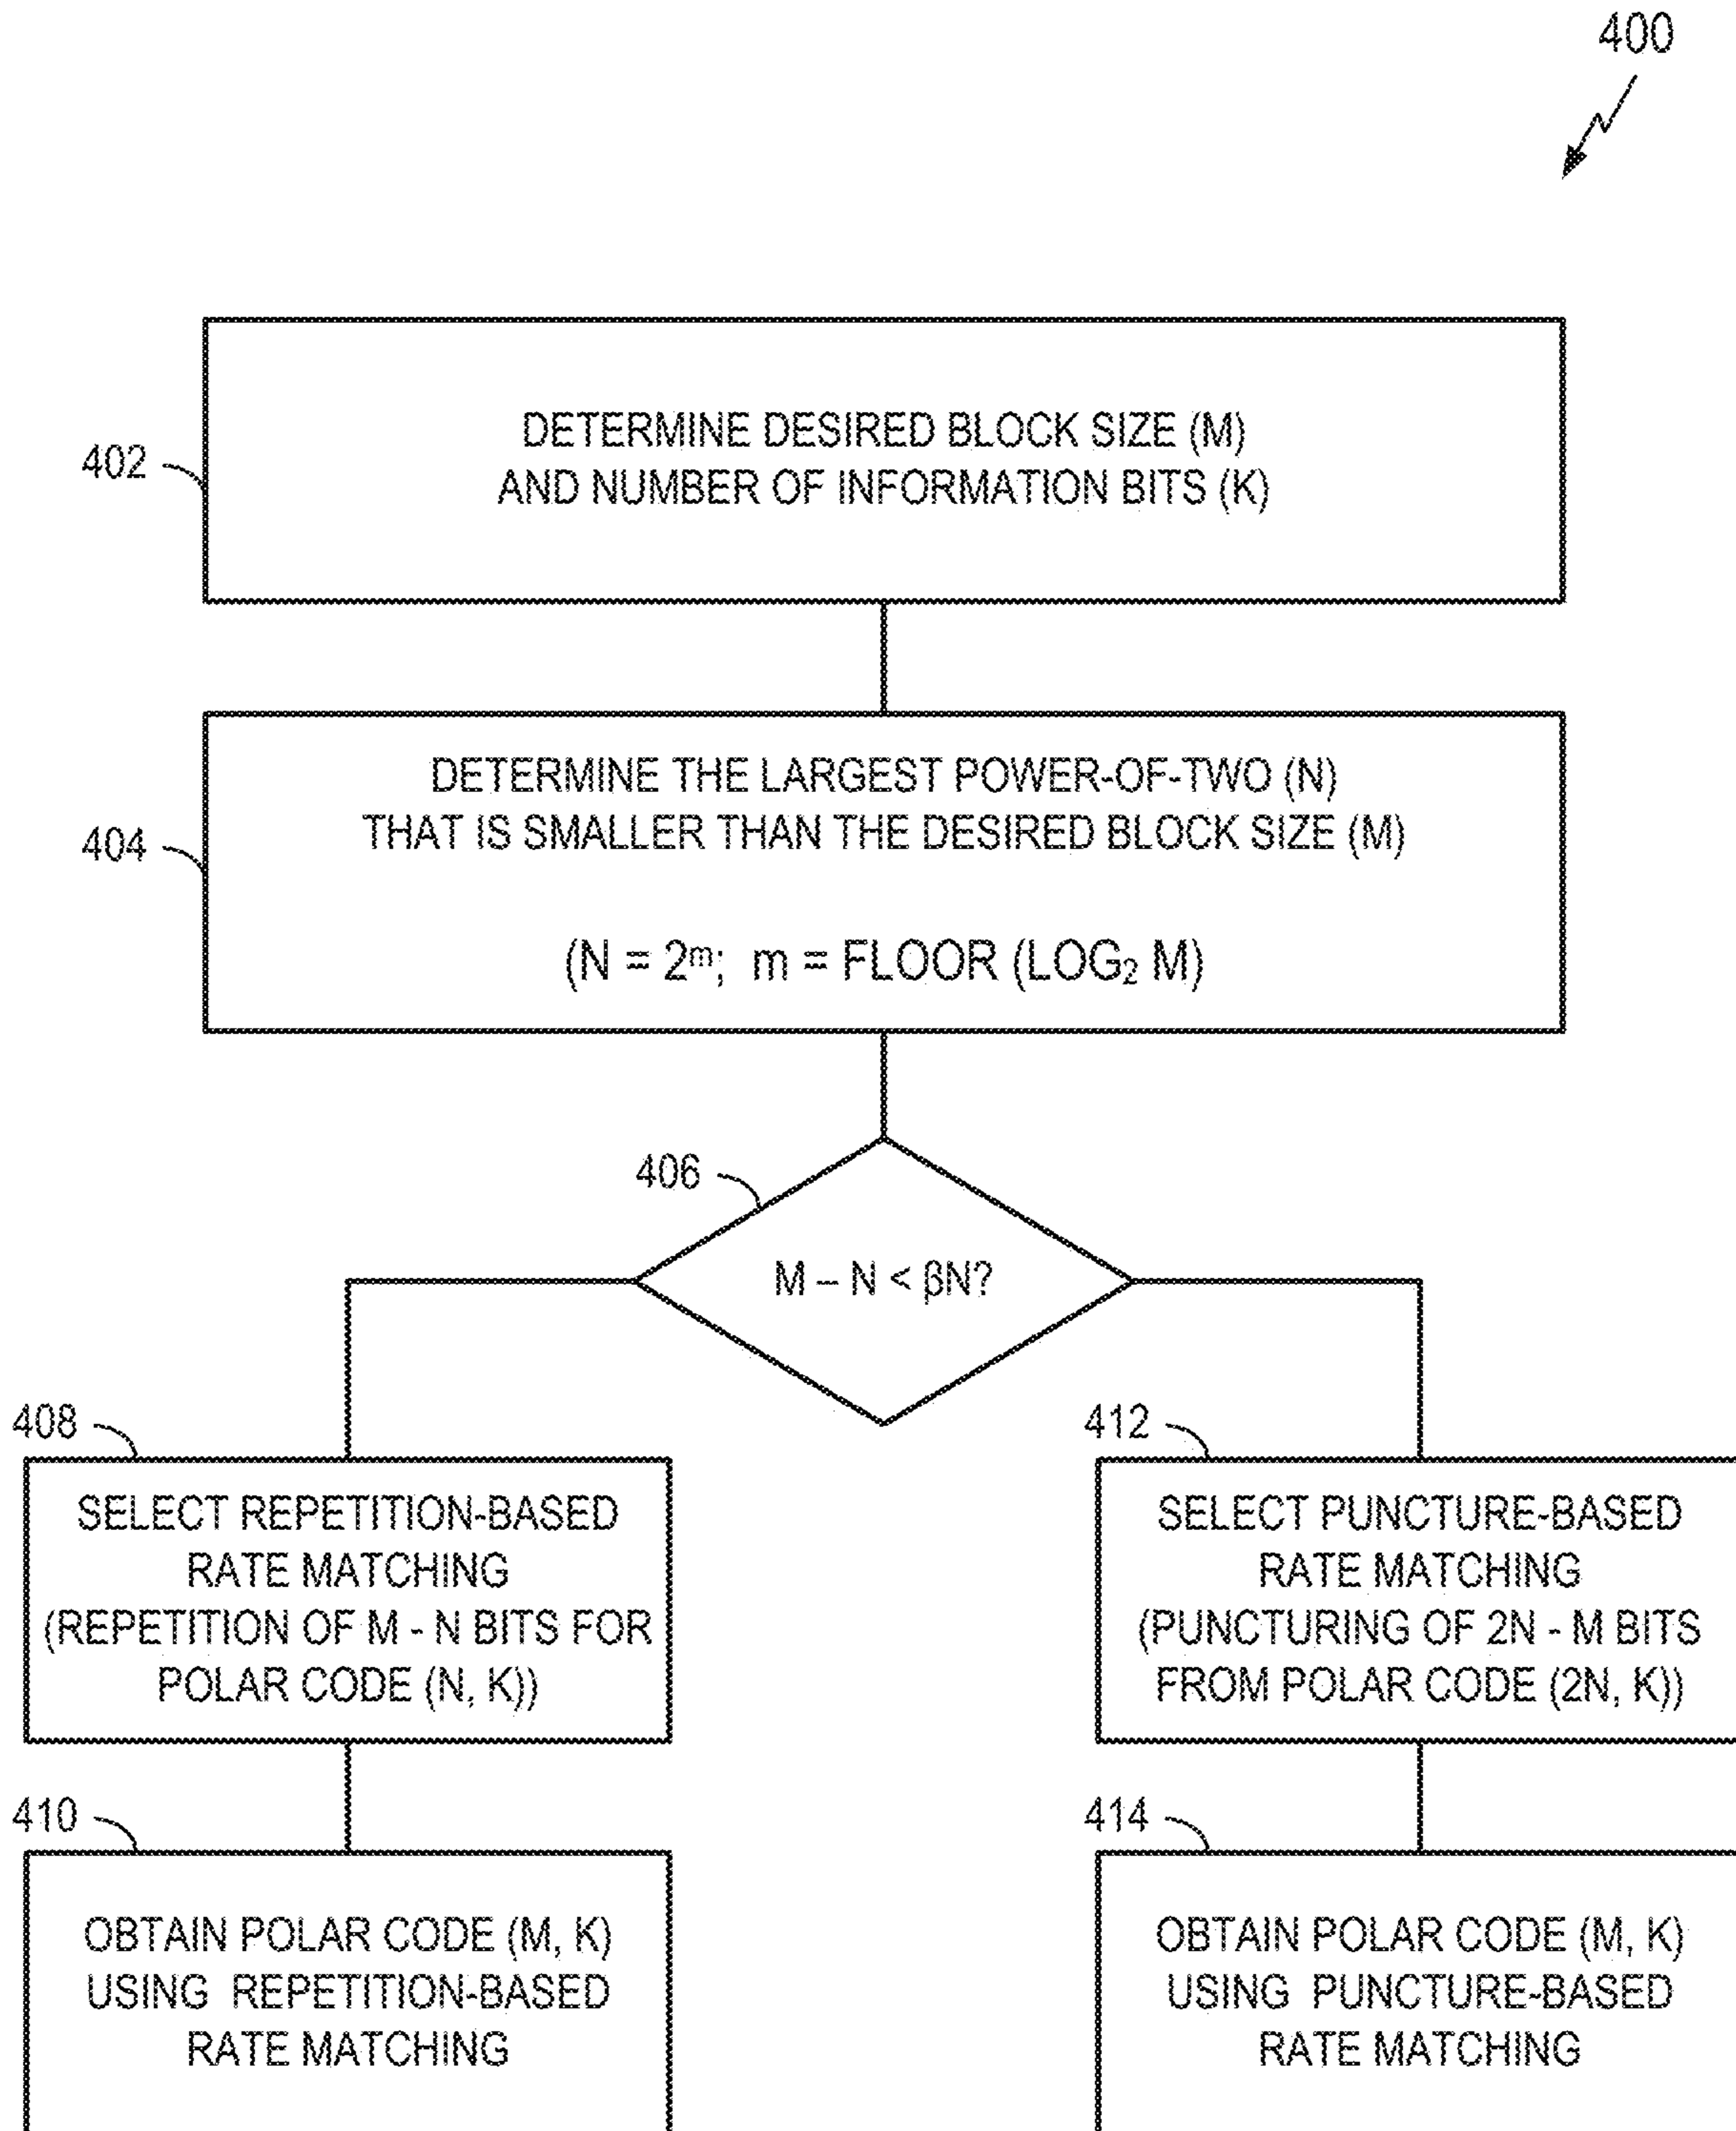 400
402
DETERMINE DESIRED BLOCK SIZE (M)
AND NUMBER OF INFORMATION BITS (K)
404
DETERMINE THE LARGEST POWER-OF-TWO (N)
THAT IS SMALLER THAN THE DESIRED BLOCK SIZE (M)
(N = 2ᵐ; m = FLOOR (LOG₂ M)
406
M – N < βN?
408
SELECT REPETITION-BASED
RATE MATCHING
(REPETITION OF M - N BITS FOR
POLAR CODE (N, K))
412
SELECT PUNCTURE-BASED
RATE MATCHING
(PUNCTURING OF 2N - M BITS
FROM POLAR CODE (2N, K))
410
OBTAIN POLAR CODE (M, K)
USING REPETITION-BASED
RATE MATCHING
414
OBTAIN POLAR CODE (M, K)
USING PUNCTURE-BASED
RATE MATCHING